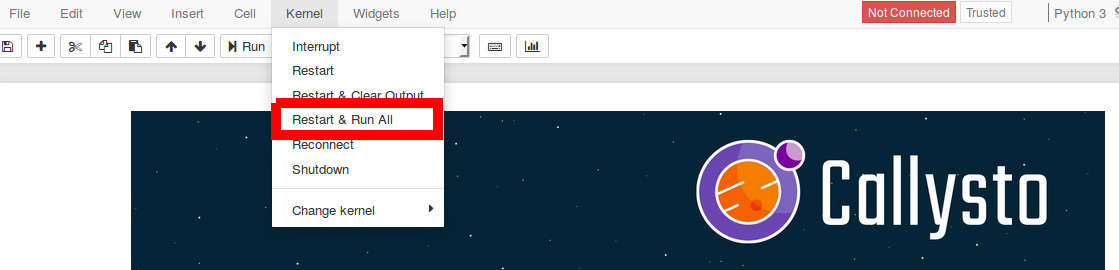 File Edit View Insert Cell Kernel Widgets Help Not Connected Trusted Python 3
Run
Interrupt
Restart
Restart & Clear Output
Restart & Run All
Reconnect
Shutdown
Change kernel
Callysto